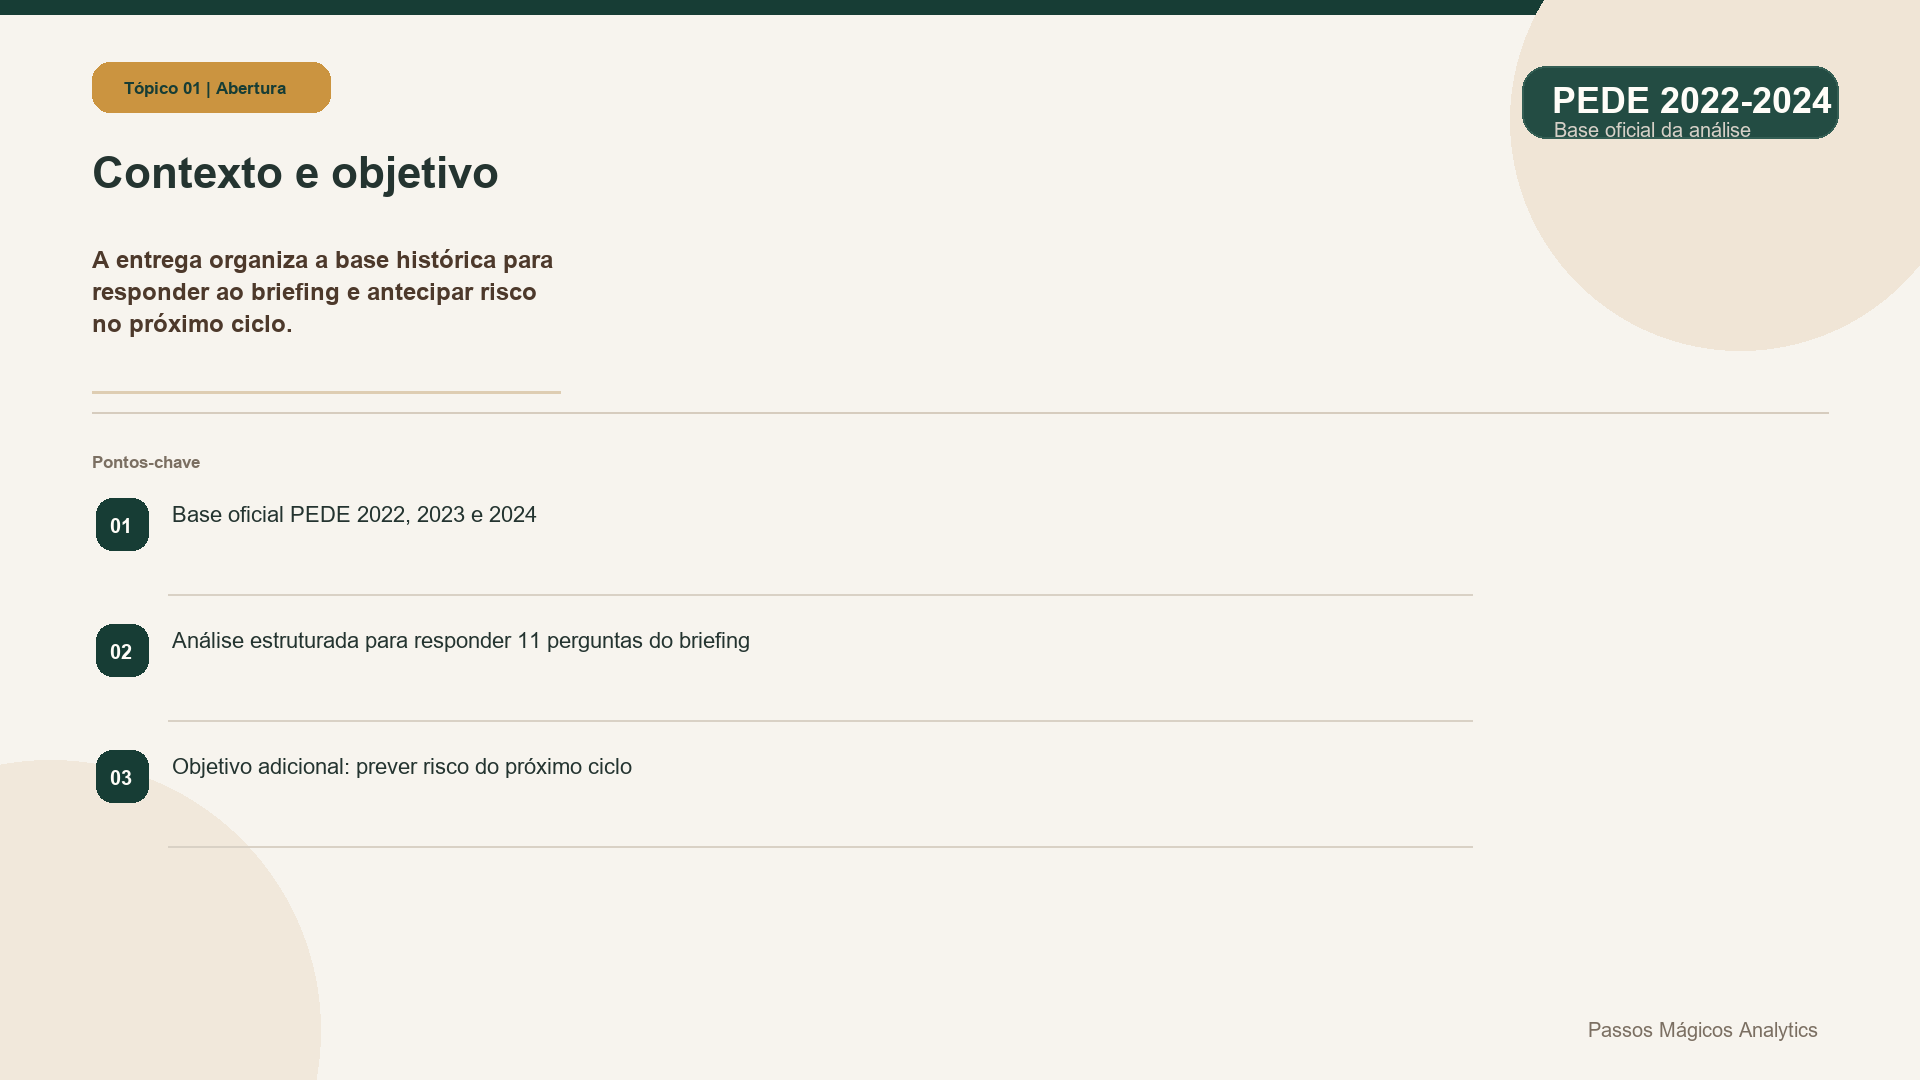 Tópico 01 | Abertura
PEDE 2022-2024
Base oficial da análise
Contexto e objetivo
A entrega organiza a base histórica para
responder ao briefing e antecipar risco
no próximo ciclo.
Pontos-chave
01
Base oficial PEDE 2022, 2023 e 2024
02
Análise estruturada para responder 11 perguntas do briefing
03
Objetivo adicional: prever risco do próximo ciclo
Passos Mágicos Analytics